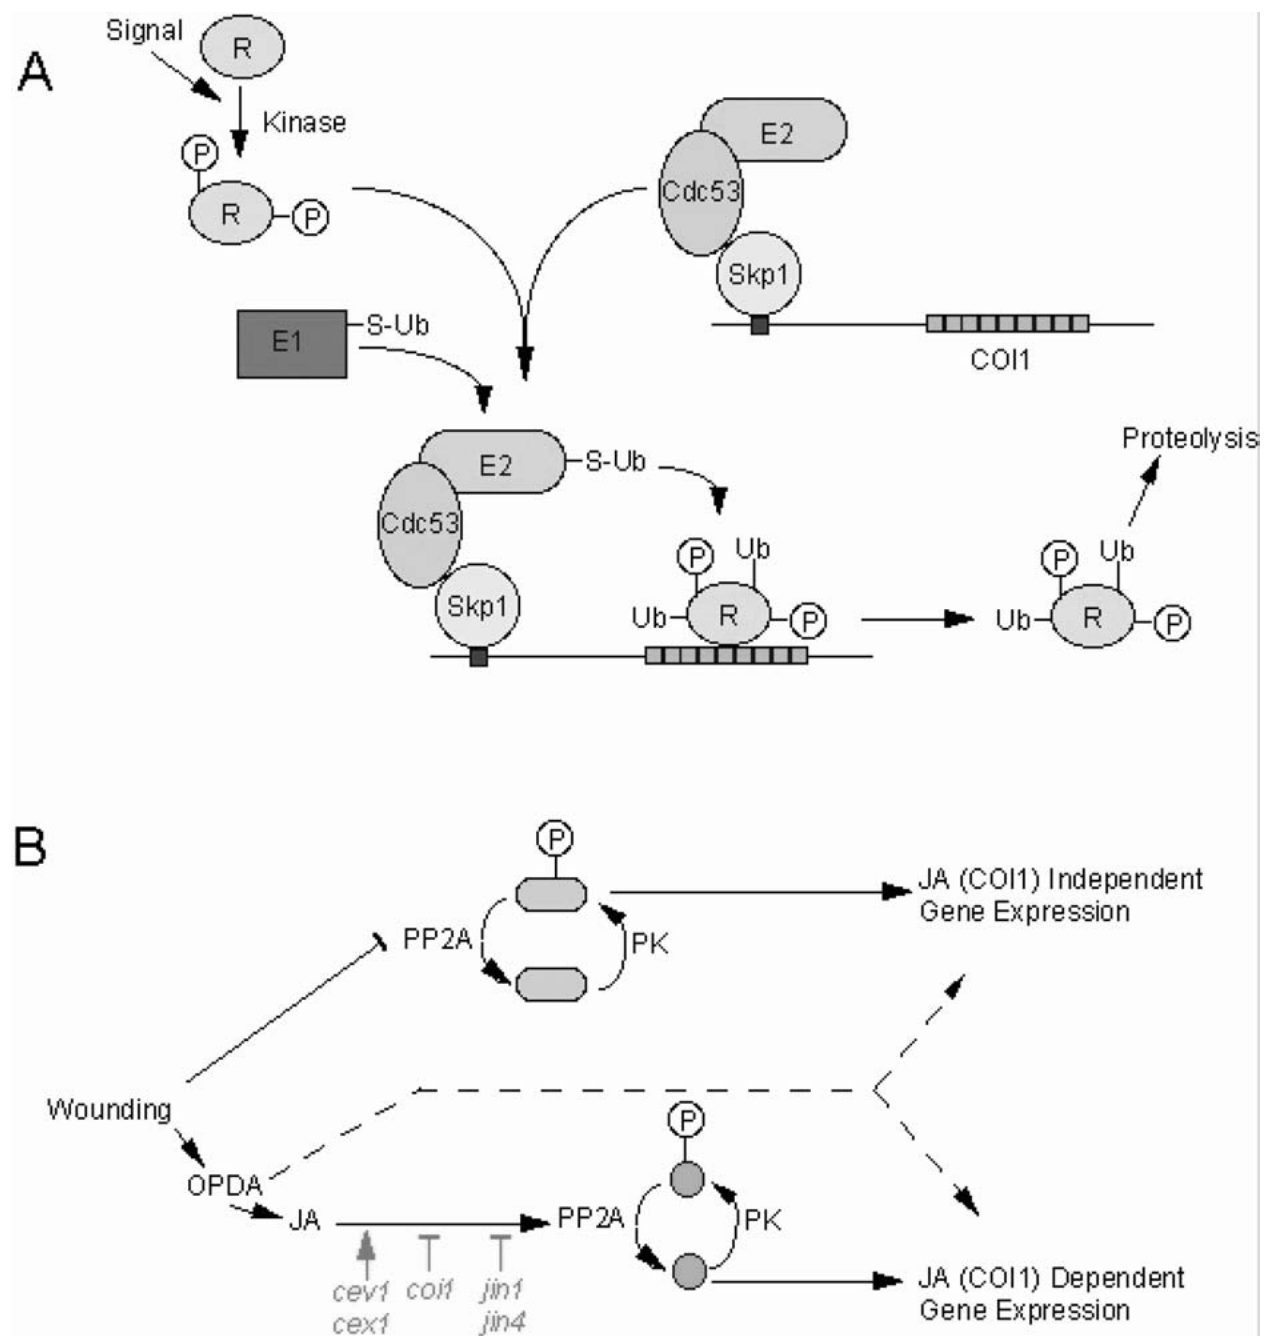 A
Signal
R
Kinase
P
R
P
E2
Cdc53
Skp1
COI1
E1
S-Ub
E2
S-Ub
Cdc53
Skp1
P
Ub
Ub
R
P
Proteolysis
P
Ub
Ub
R
P
B
P
PP2A
PK
JA (COI1) Independent
Gene Expression
Wounding
OPDA
JA
P
PP2A
PK
cev1
cex1
coi1
jin1
jin4
JA (COI1) Dependent
Gene Expression